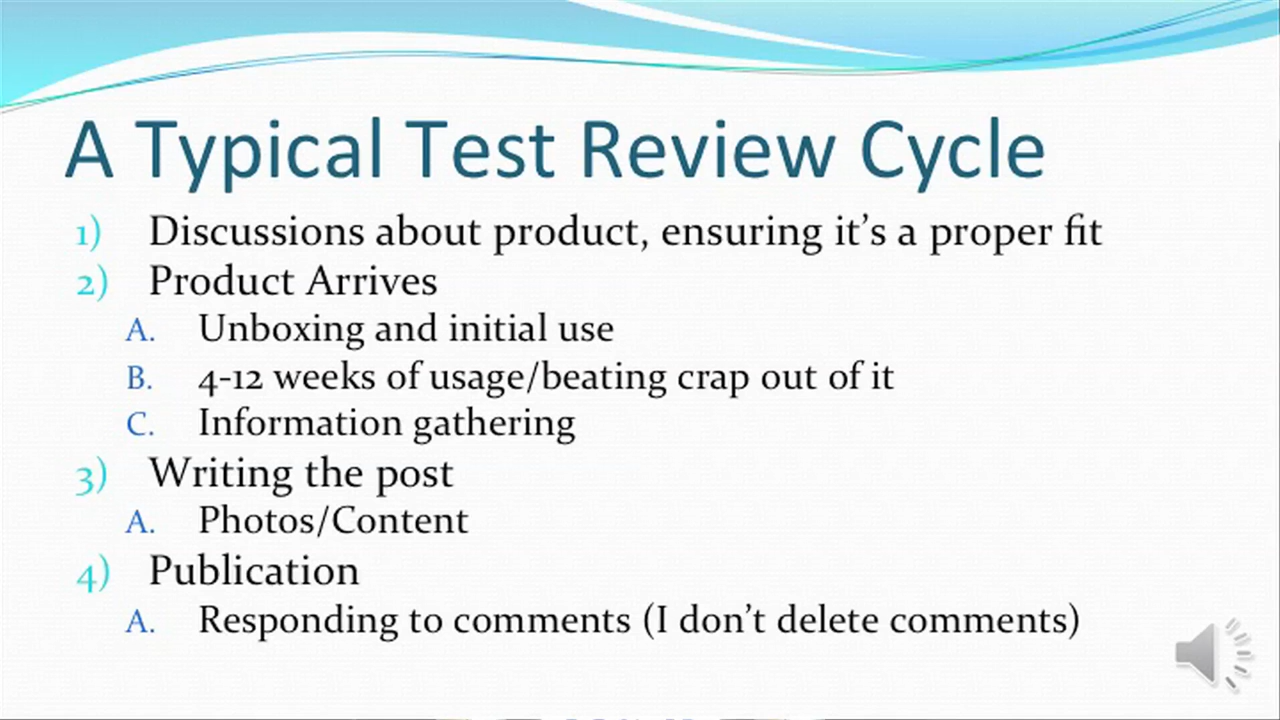 A Typical Test Review Cycle
1) Discussions about product, ensuring it’s a proper fit
2) Product Arrives
A. Unboxing and initial use
B. 4-12 weeks of usage/beating crap out of it
C. Information gathering
3) Writing the post
A. Photos/Content
4) Publication
A. Responding to comments (I don’t delete comments)